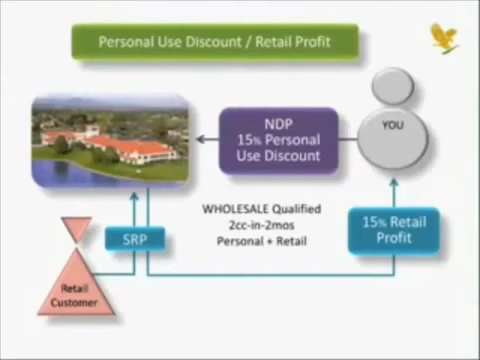 Personal Use Discount / Retail Profit
NDP
15% Personal
Use Discount
YOU
WHOLESALE Qualified
2cc-in-2mos
Personal + Retail
15% Retail
Profit
SRP
Retail
Customer